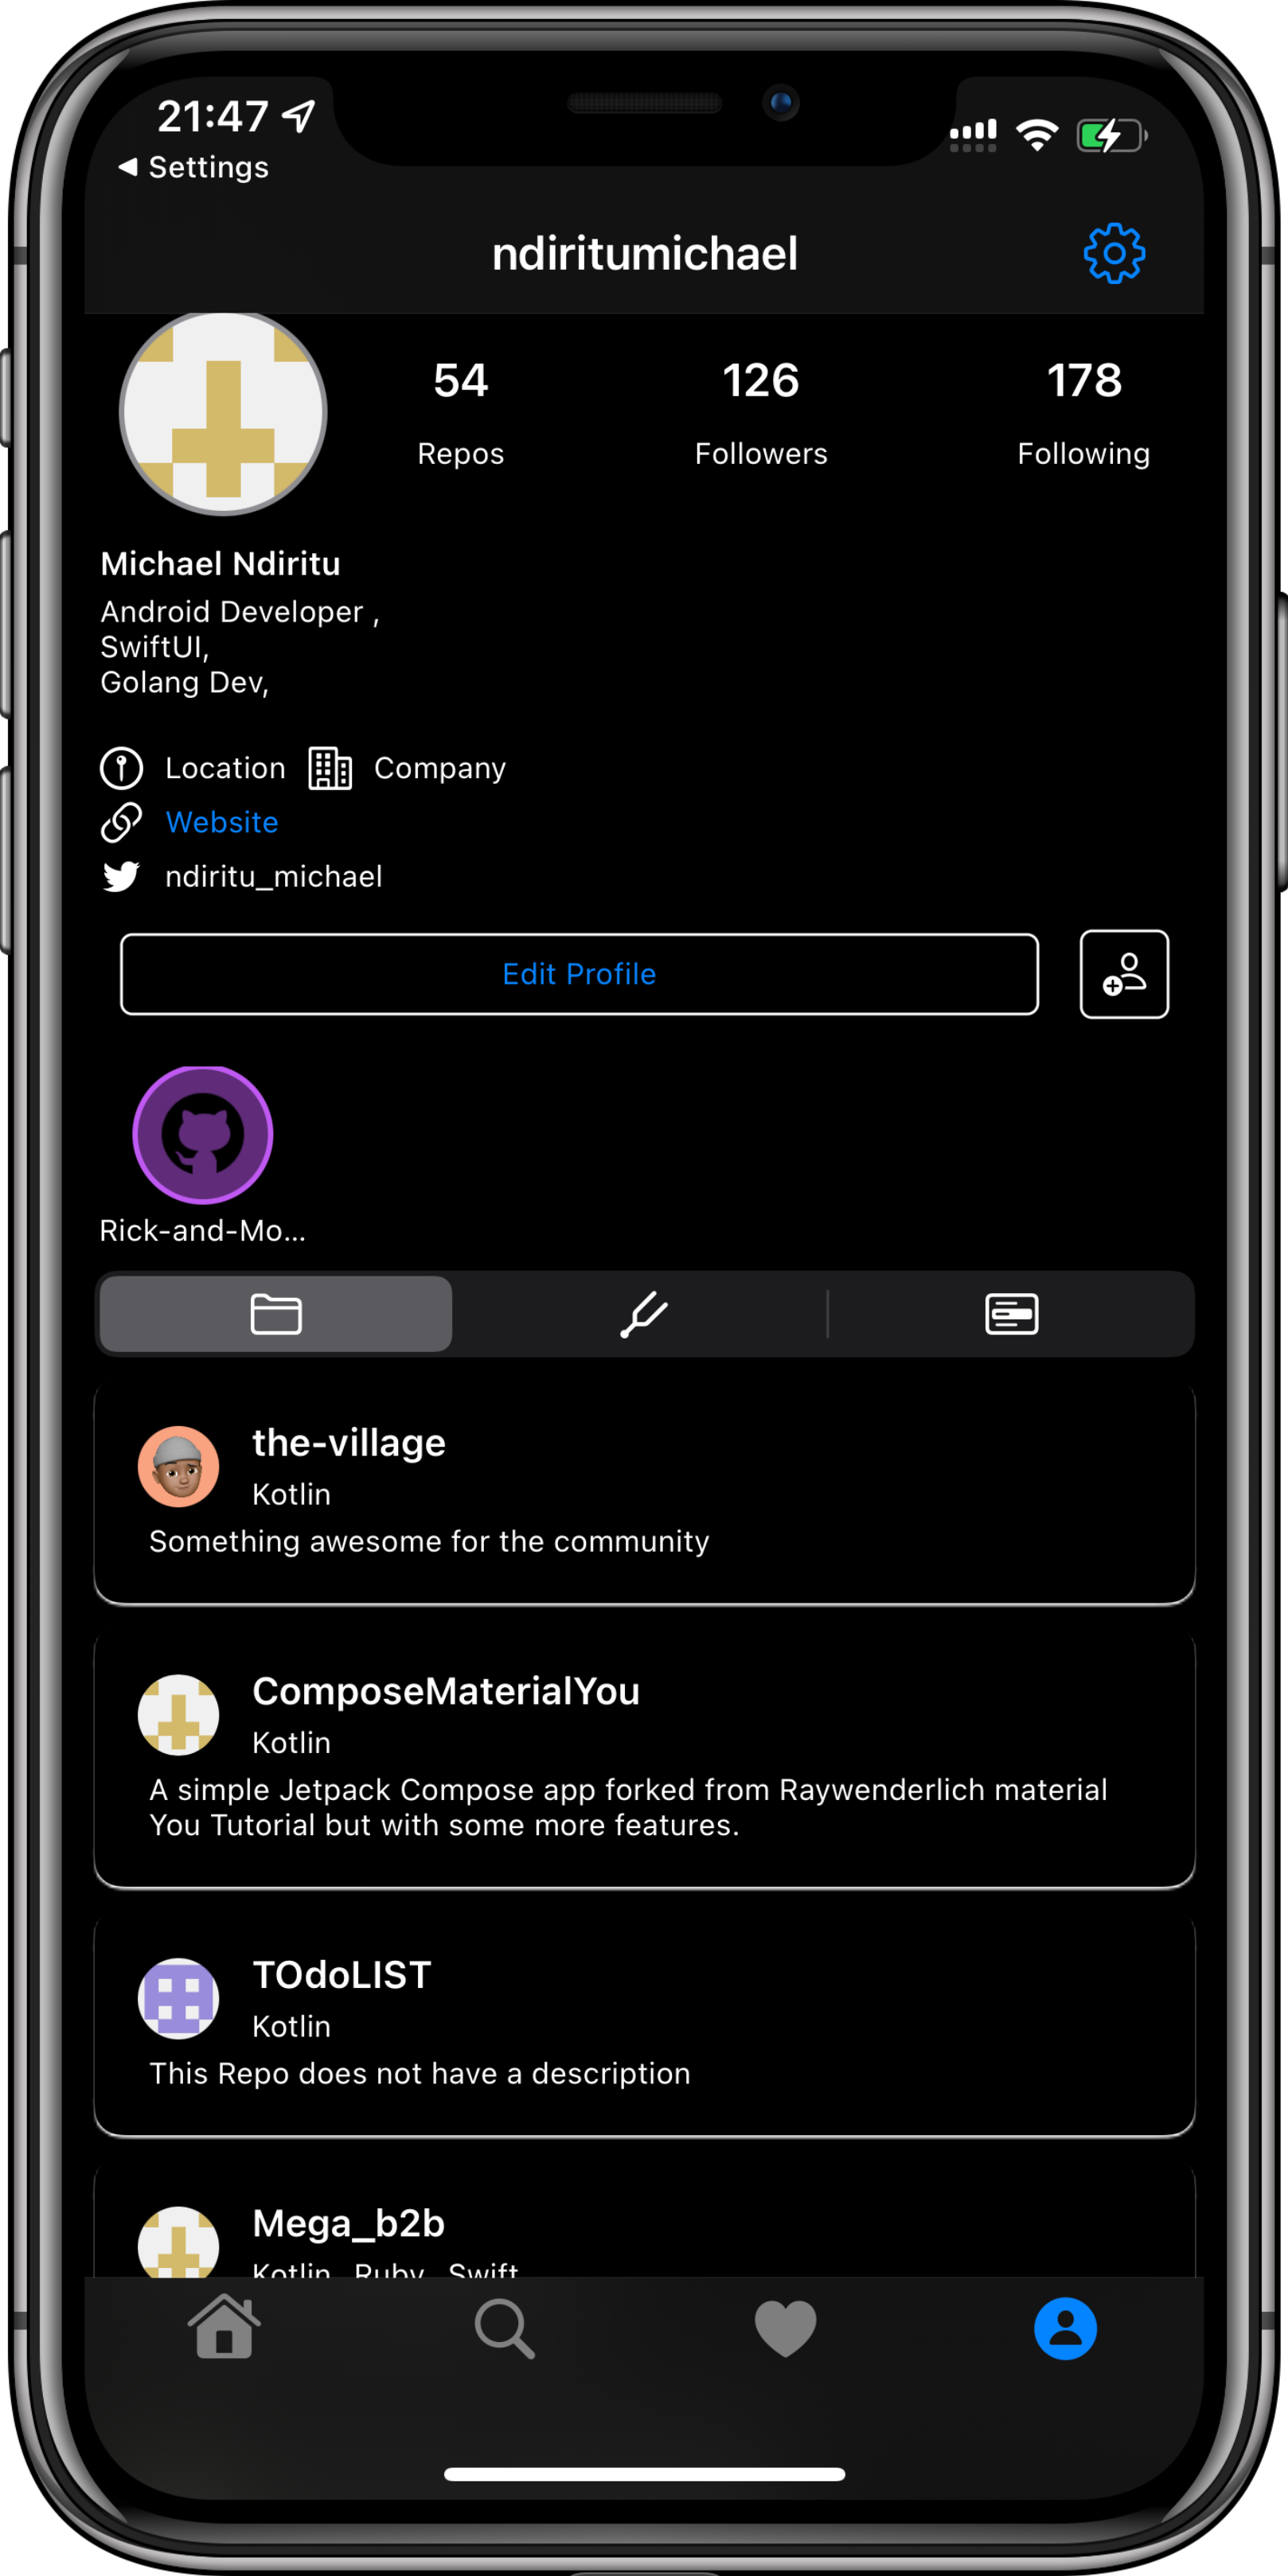 21:47
Settings
ndiritumichael
54 126 178
Repos Followers Following
Michael Ndiritu
Android Developer ,
SwiftUI,
Golang Dev,
Location Company
Website
ndiritu_michael
Edit Profile
Rick-and-Mo...
the-village
Kotlin
Something awesome for the community
ComposeMaterialYou
Kotlin
A simple Jetpack Compose app forked from Raywenderlich material
You Tutorial but with some more features.
TOdoLIST
Kotlin
This Repo does not have a description
Mega_b2b
Kotlin Ruby Swift